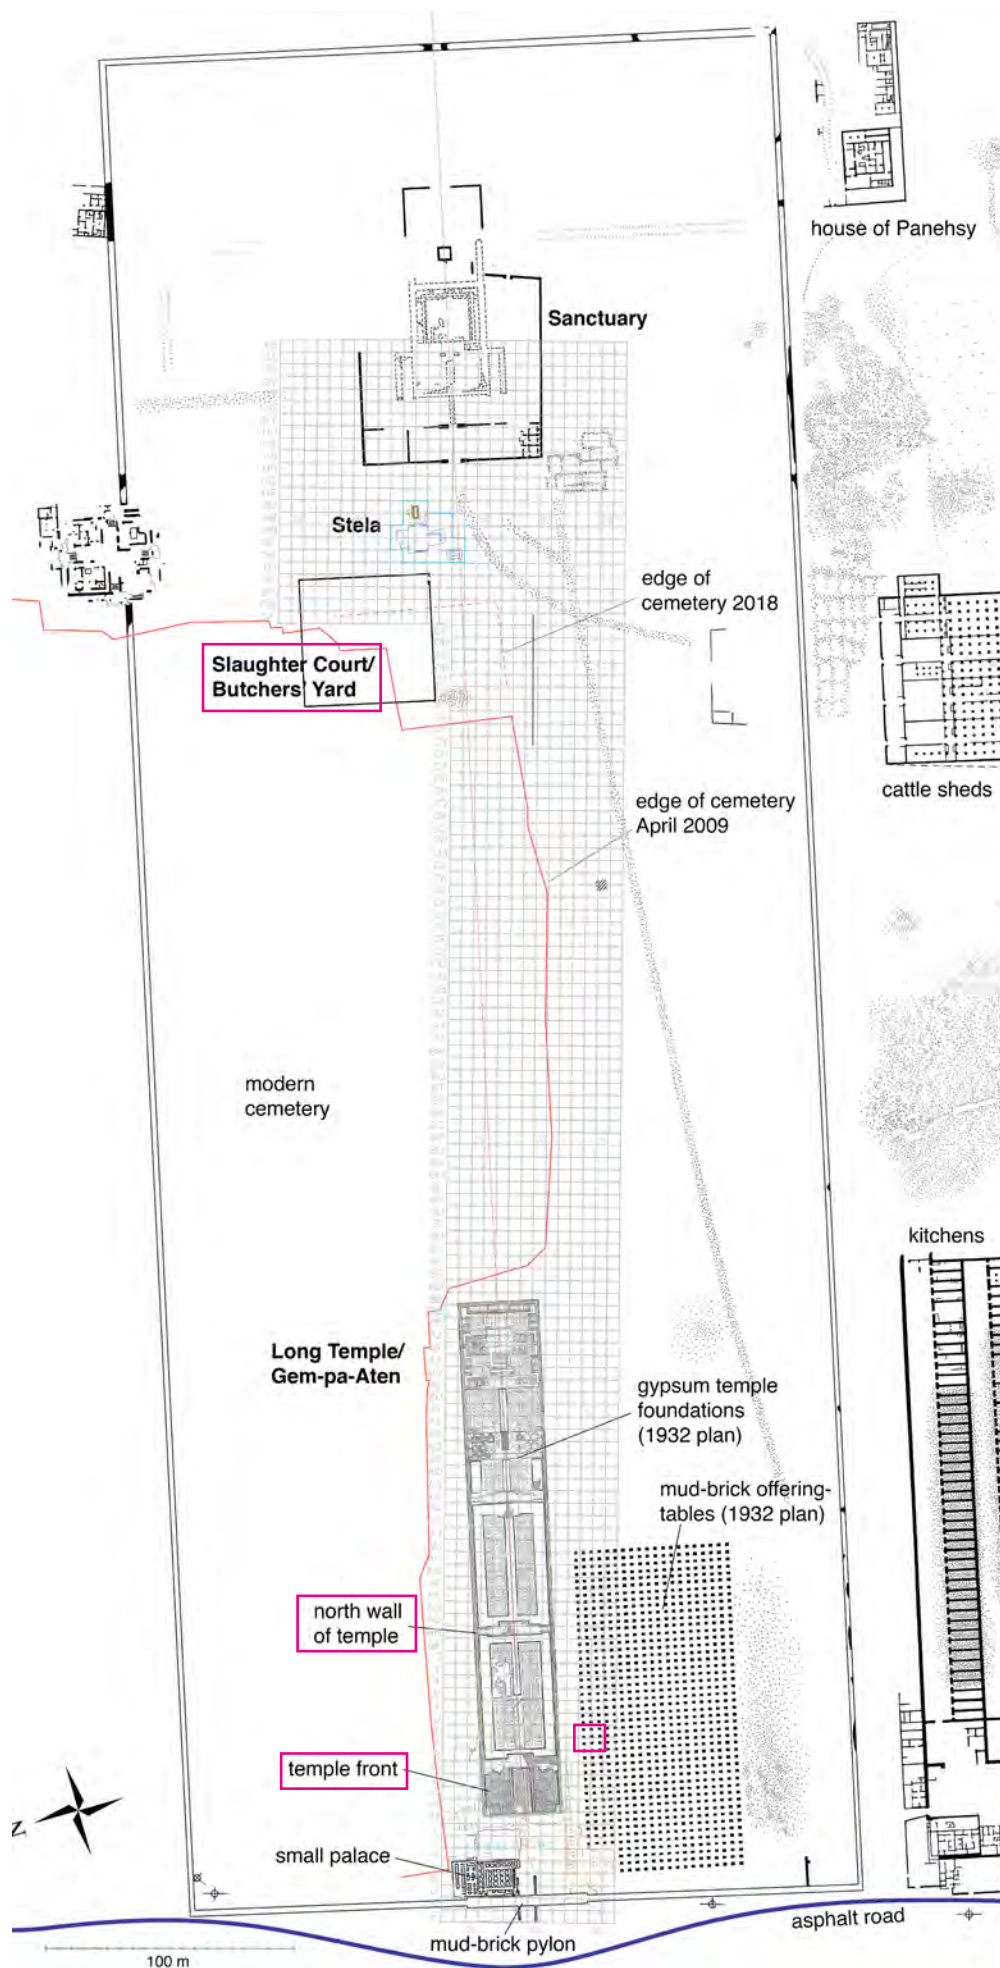 house of Panehsy
Sanctuary
Stela
edge of
cemetery 2018
Slaughter Court/
Butchers' Yard
cattle sheds
edge of cemetery
April 2009
modern
cemetery
kitchens
Long Temple/
Gem-pa-Aten
gypsum temple
foundations
(1932 plan)
mud-brick offering-
tables (1932 plan)
north wall
of temple
temple front
N
small palace
asphalt road
mud-brick pylon
100 m